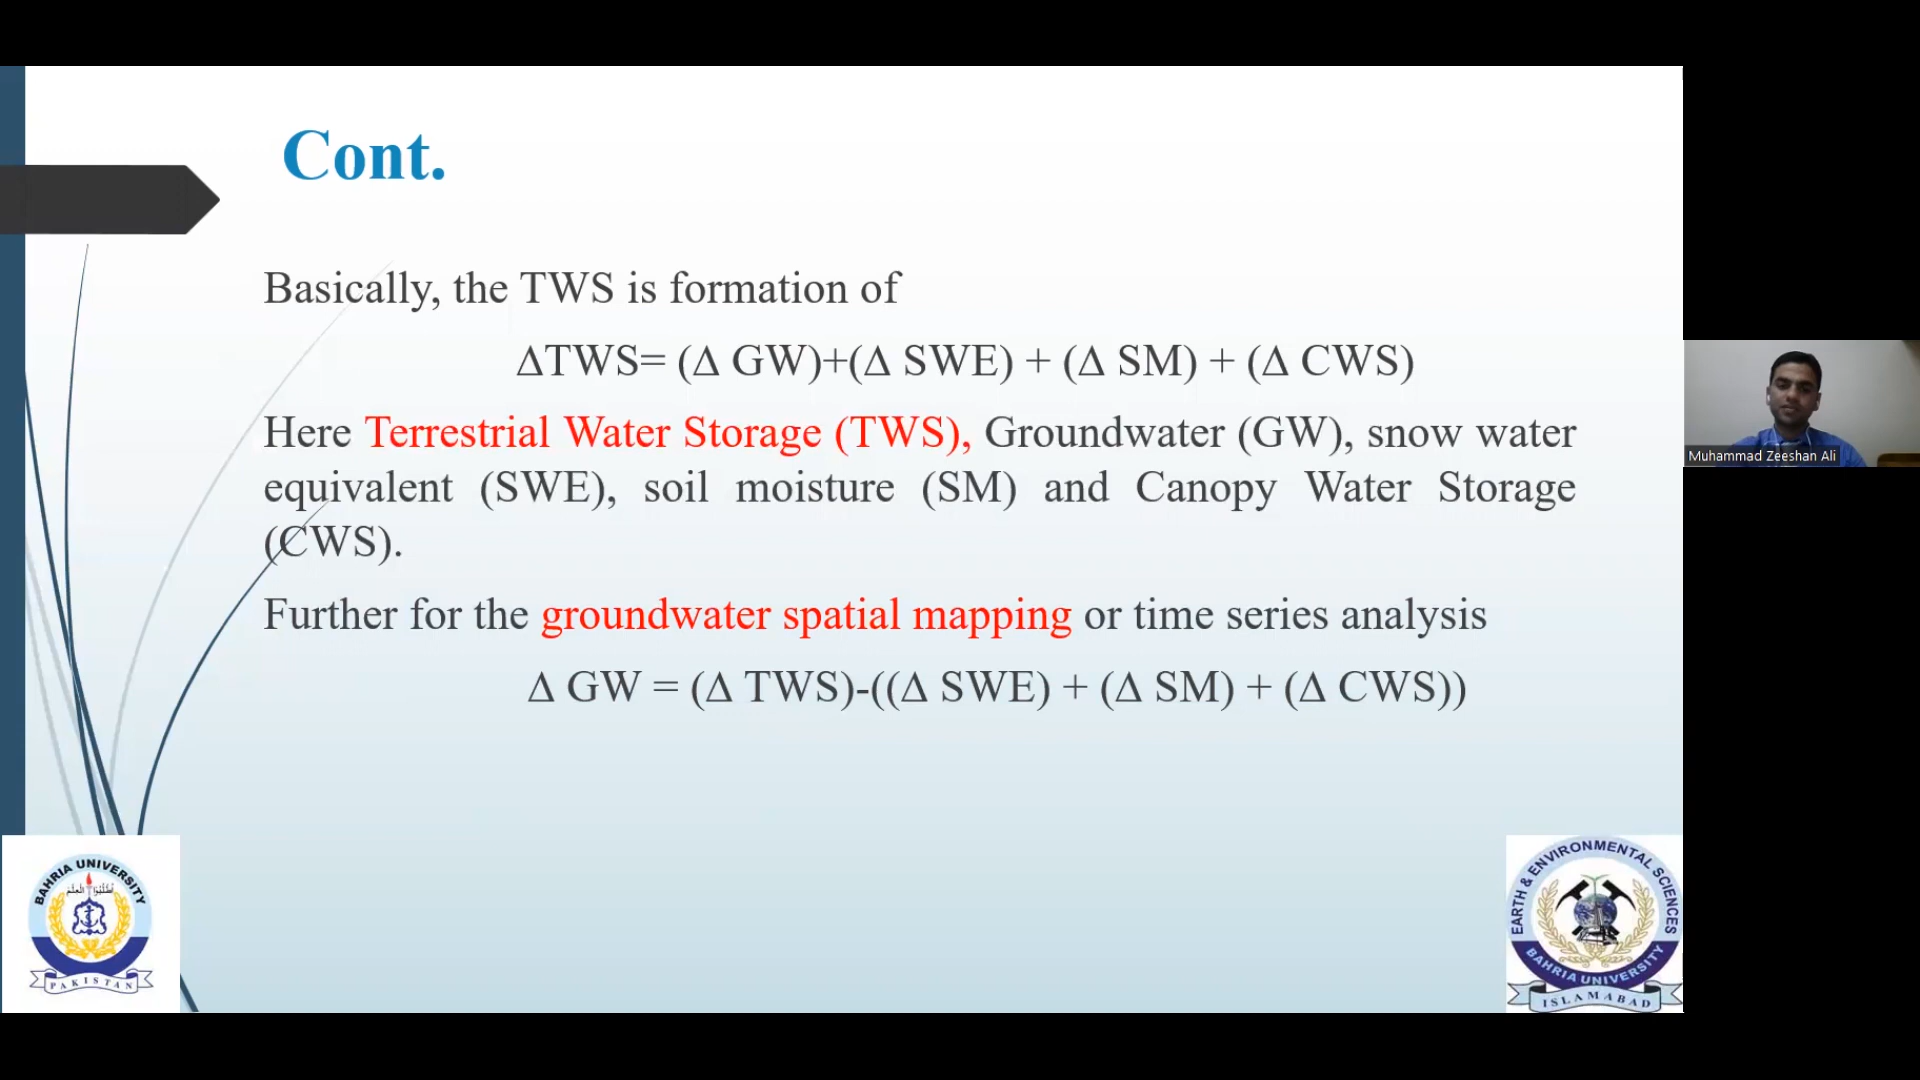 Cont.
Basically, the TWS is formation of
ΔTWS= (Δ GW)+(Δ SWE) + (Δ SM) + (Δ CWS)
Here Terrestrial Water Storage (TWS), Groundwater (GW), snow water
equivalent (SWE), soil moisture (SM) and Canopy Water Storage
(CWS).
Further for the groundwater spatial mapping or time series analysis
Δ GW = (Δ TWS)-((Δ SWE) + (Δ SM) + (Δ CWS))
Muhammad Zeeshan Ali
BAHRIA UNIVERSITY
PAKISTAN
EARTH & ENVIRONMENTAL SCIENCES
BAHRIA UNIVERSITY
ISLAMABAD